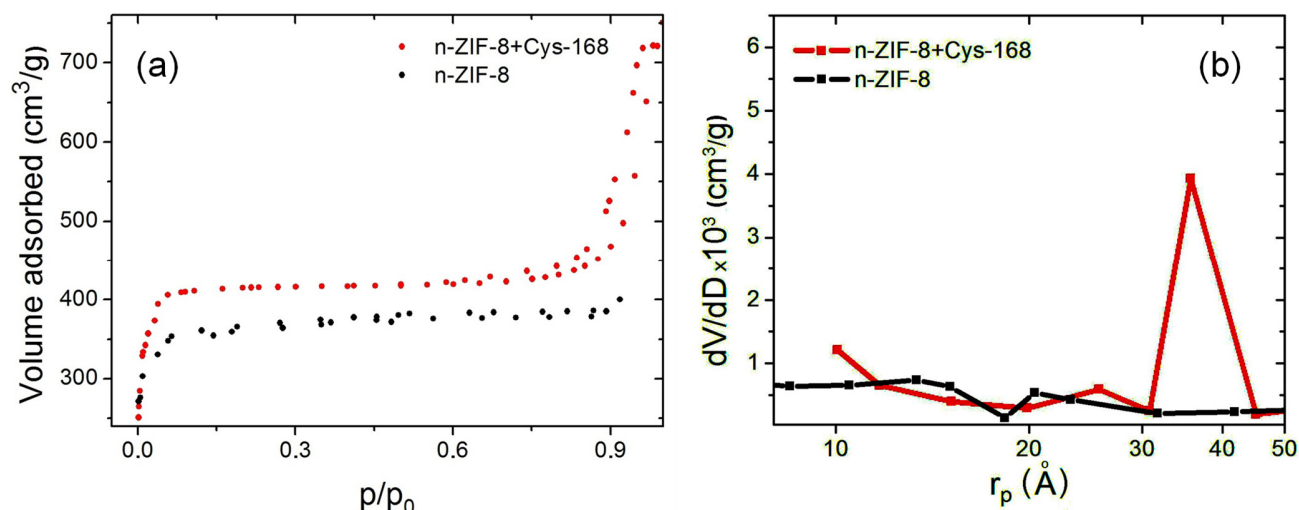 (a)
n-ZIF-8+Cys-168
n-ZIF-8
Volume adsorbed (cm³/g)
700
600
500
400
300
0.0 0.3 0.6 0.9
p/p₀
(b)
n-ZIF-8+Cys-168
n-ZIF-8
dV/dD×10³ (cm³/g)
6
5
4
3
2
1
10 20 30 40 50
rₚ (Å)